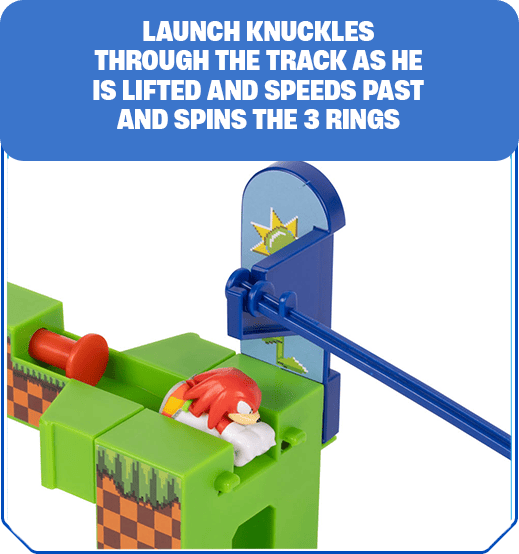 LAUNCH KNUCKLES
THROUGH THE TRACK AS HE
IS LIFTED AND SPEEDS PAST
AND SPINS THE 3 RINGS